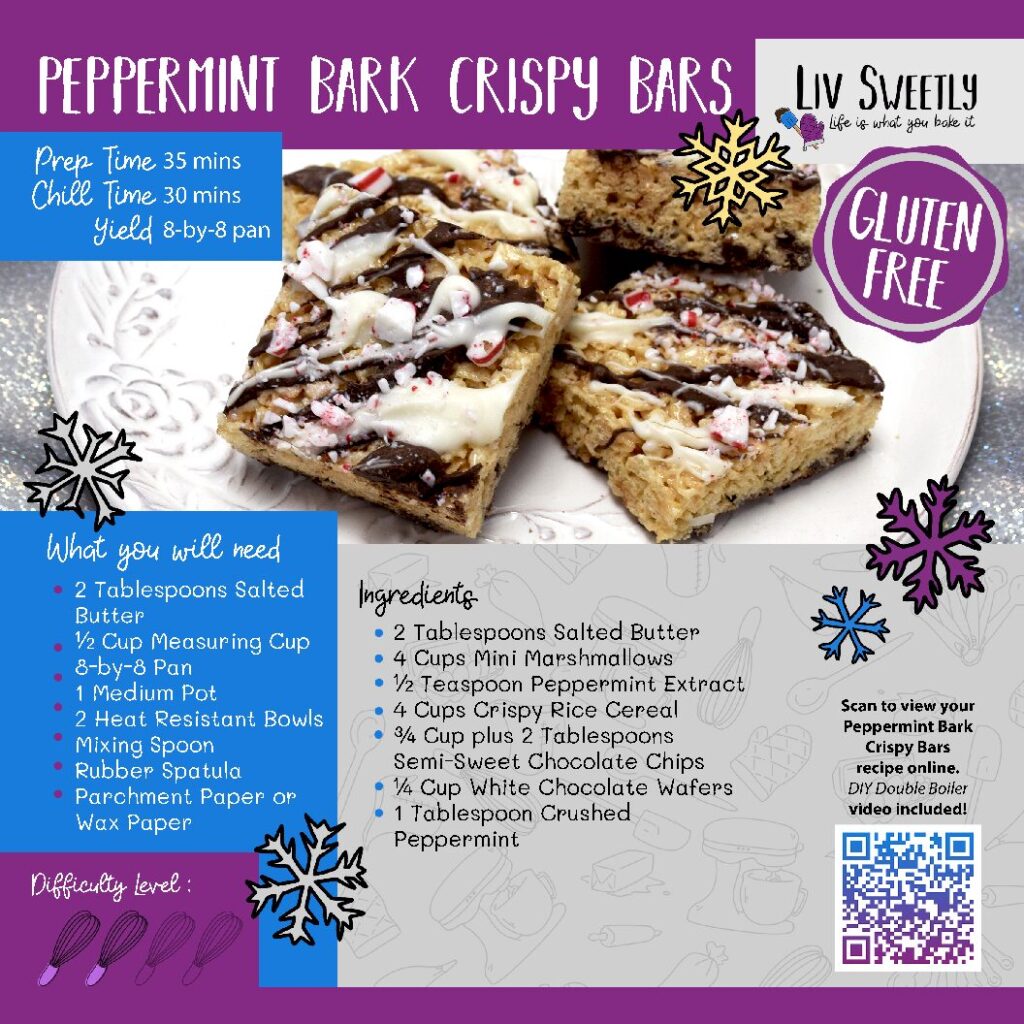 PEPPERMINT BARK CRISPY BARS
LIV SWEETLY
Life is what you bake it
Prep Time 35 mins
Chill Time 30 mins
Yield 8-by-8 pan
GLUTEN
FREE
What you will need
• 2 Tablespoons Salted
Butter
• ½ Cup Measuring Cup
• 8-by-8 Pan
• 1 Medium Pot
• 2 Heat Resistant Bowls
• Mixing Spoon
• Rubber Spatula
• Parchment Paper or
Wax Paper
Difficulty Level :
Ingredients
• 2 Tablespoons Salted Butter
• 4 Cups Mini Marshmallows
• ½ Teaspoon Peppermint Extract
• 4 Cups Crispy Rice Cereal
• ¾ Cup plus 2 Tablespoons
Semi-Sweet Chocolate Chips
• ¼ Cup White Chocolate Wafers
• 1 Tablespoon Crushed
Peppermint
Scan to view your
Peppermint Bark
Crispy Bars
recipe online.
DIY Double Boiler
video included!